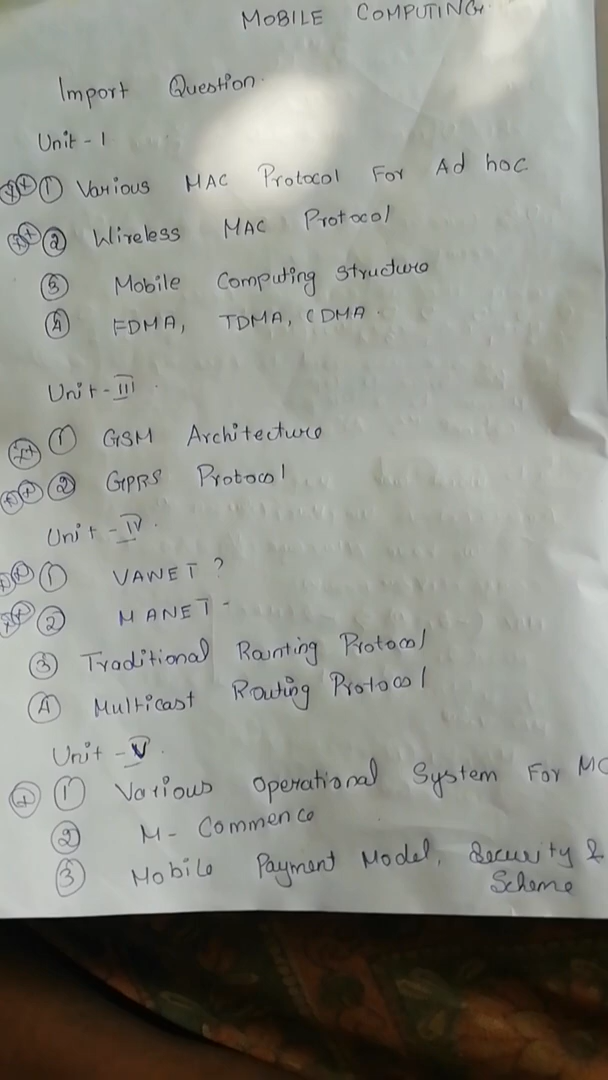 MOBILE COMPUTING.
Import Question.
Unit - I
** ① Various MAC Protocol For Ad hoc
** ② Wireless MAC Protocol
③ Mobile Computing Structure
④ FDMA, TDMA, CDMA.
Unit - III
** ① GSM Architecture
** ② GPRS Protocol
Unit - IV.
** ① VANET ?
** ② MANET -
③ Traditional Rounting Protocol
④ Multicast Routing Protocol
Unit - V.
* ① Various Operational System For MC
② M- Commence
③ Mobile Payment Model, Security &
Scheme